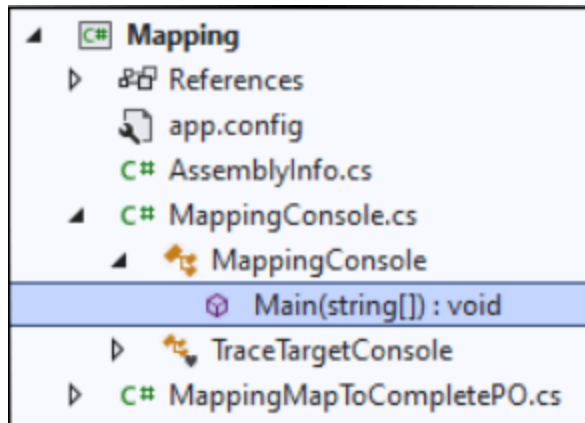 C# Mapping
References
app.config
C# AssemblyInfo.cs
C# MappingConsole.cs
MappingConsole
Main(string[]) : void
TraceTargetConsole
C# MappingMapToCompletePO.cs